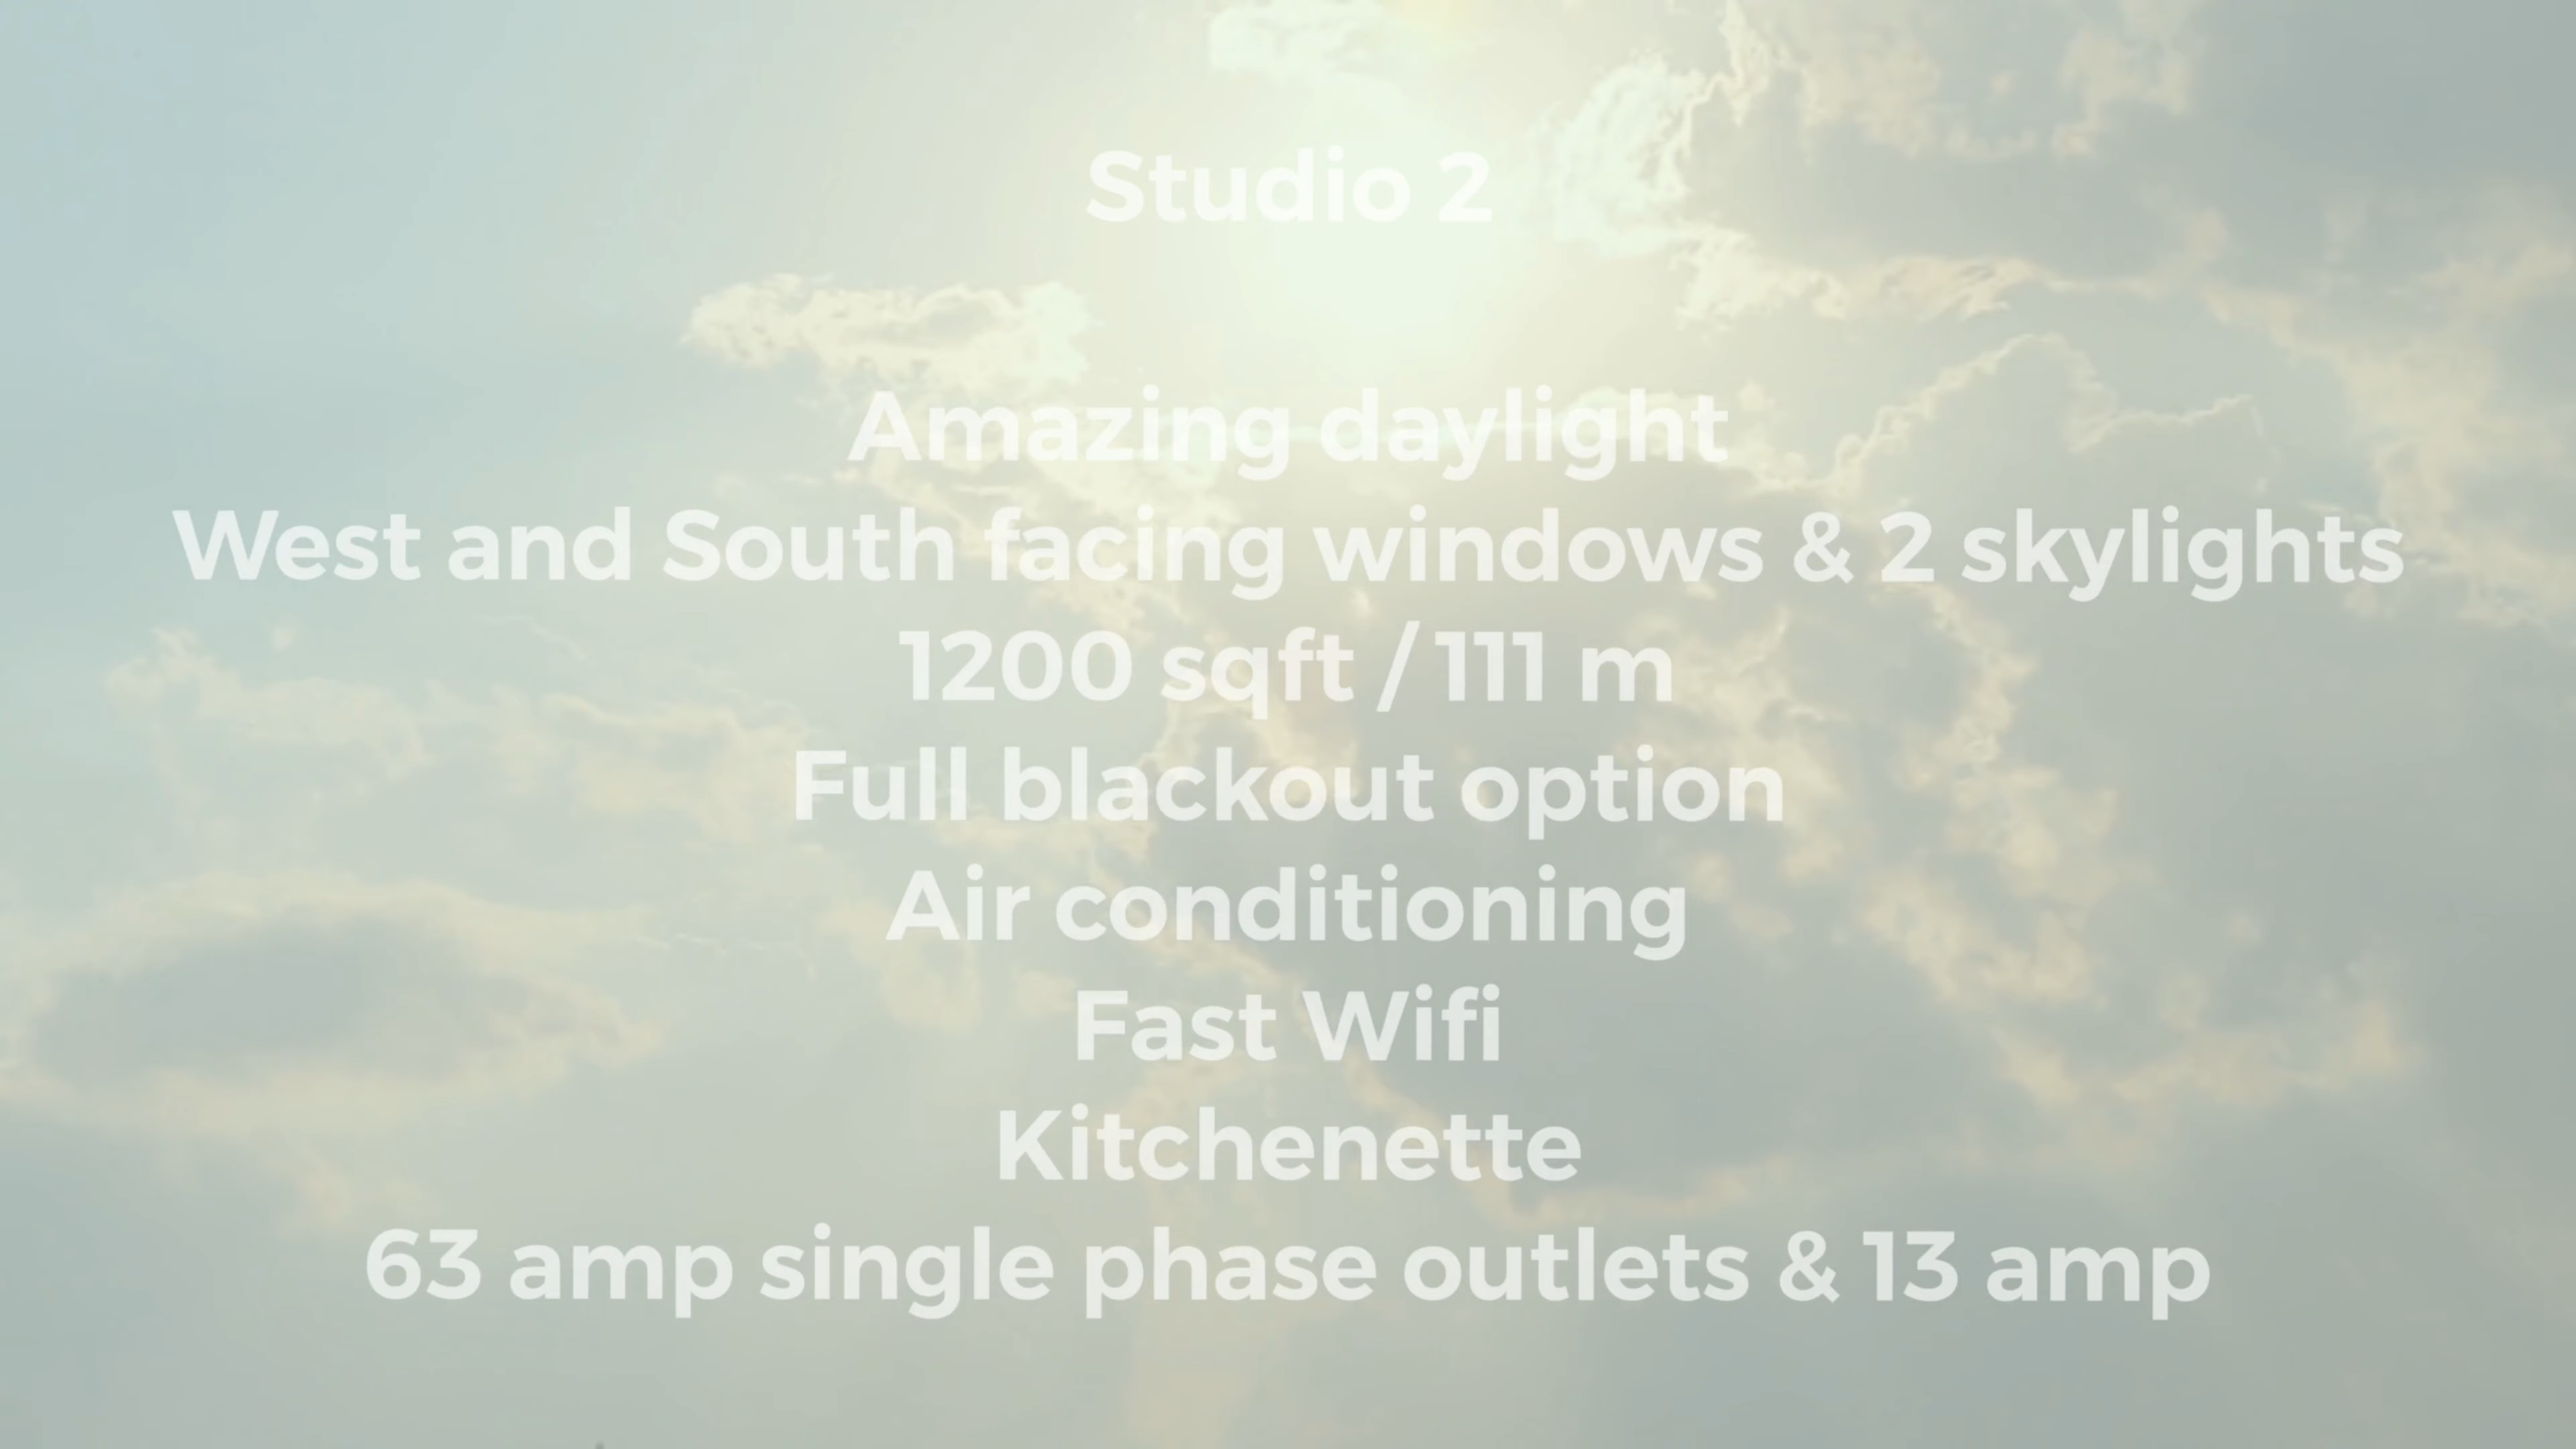 Studio 2
Amazing daylight
West and South facing windows & 2 skylights
1200 sqft / 111 m
Full blackout option
Air conditioning
Fast Wifi
Kitchenette
63 amp single phase outlets & 13 amp